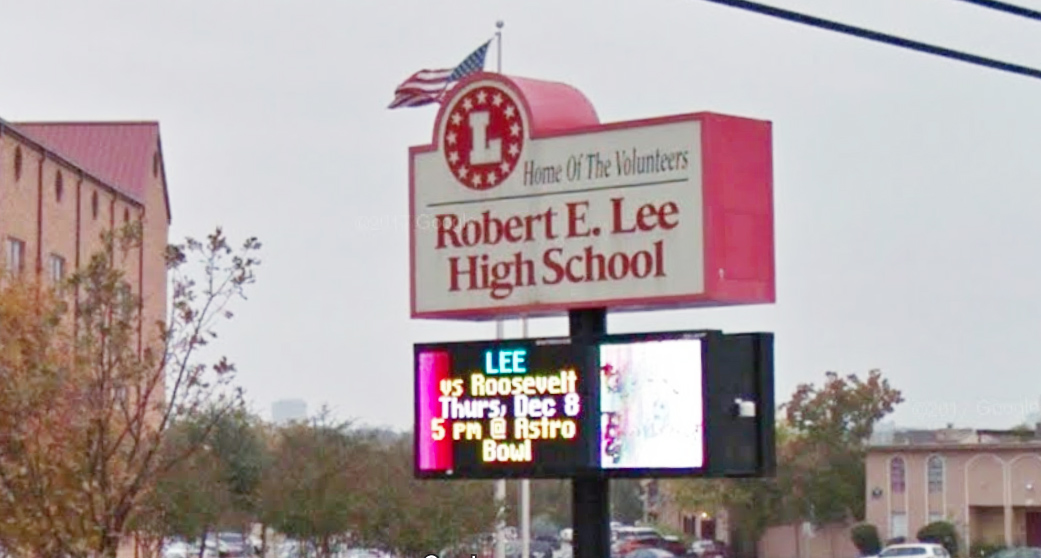 L
Home Of The Volunteers
Robert E. Lee
High School
LEE
vs Roosevelt
Thurs, Dec 8
5 pm @ Astro
Bowl